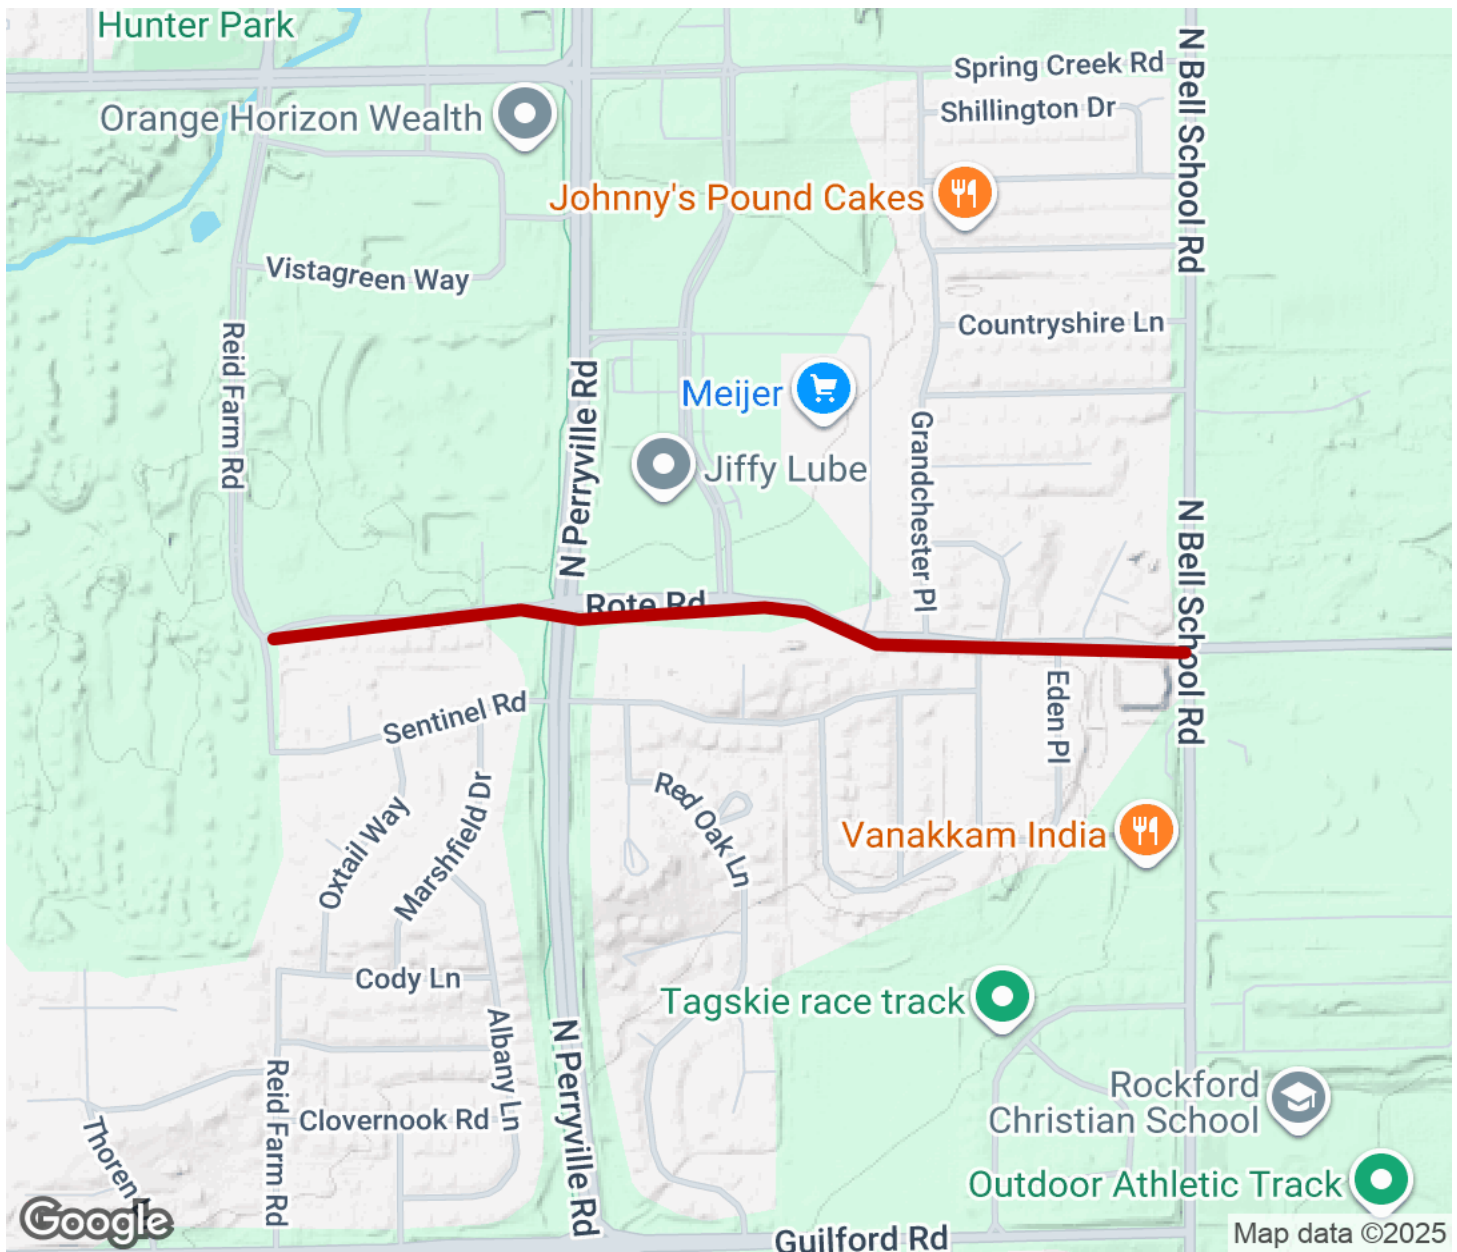 Hunter Park
Spring Creek Rd
N Bell School Rd
Shillington Dr
Orange Horizon Wealth
Johnny's Pound Cakes
Vistagreen Way
Countryshire Ln
Reid Farm Rd
N Perryville Rd
Meijer
Grandchester Pl
Jiffy Lube
N Bell School Rd
Rote Rd
Eden Pl
Sentinel Rd
Red Oak Ln
Marshfield Dr
Oxtail Way
Vanakkam India
Cody Ln
Tagskie race track
Albany Ln
N Perryville Rd
Reid Farm Rd
Rockford
Christian School
Clovernook Rd
Thoren
Outdoor Athletic Track
Google
Guilford Rd
Map data ©2025